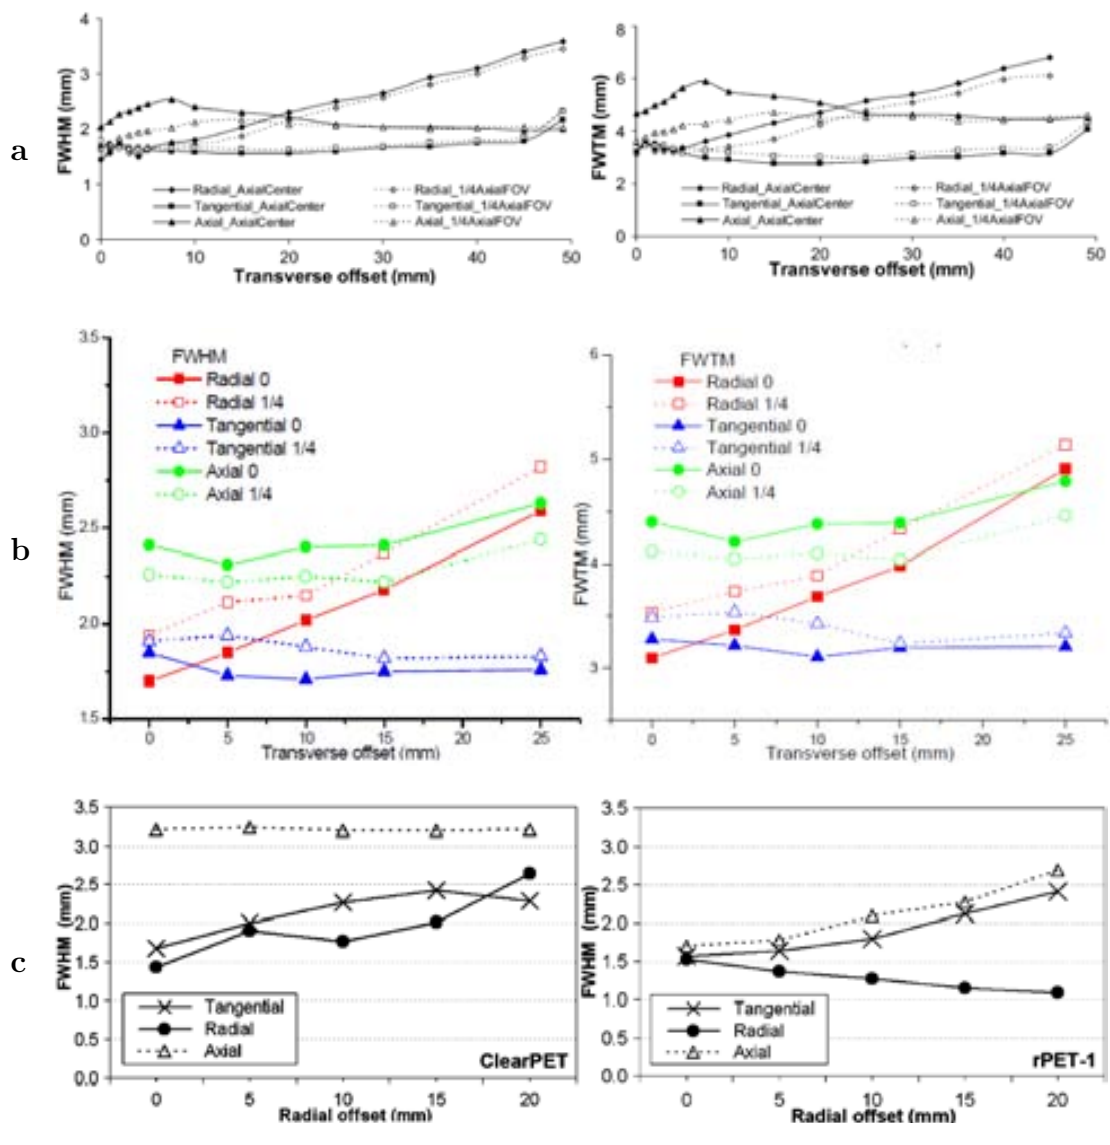 a
4
3
2
1
0
FWHM (mm)
Radial_AxialCenter
Tangential_AxialCenter
Axial_AxialCenter
Radial_1/4AxialFOV
Tangential_1/4AxialFOV
Axial_1/4AxialFOV
0 10 20 30 40 50
Transverse offset (mm)
8
6
4
2
0
FWTM (mm)
Radial_AxialCenter
Tangential_AxialCenter
Axial_AxialCenter
Radial_1/4AxialFOV
Tangential_1/4AxialFOV
Axial_1/4AxialFOV
0 10 20 30 40 50
Transverse offset (mm)
b
3.5
3.0
2.5
2.0
1.5
FWHM (mm)
FWHM
Radial 0
Radial 1/4
Tangential 0
Tangential 1/4
Axial 0
Axial 1/4
0 5 10 15 20 25
Transverse offset (mm)
6
5
4
3
FWTM (mm)
FWTM
Radial 0
Radial 1/4
Tangential 0
Tangential 1/4
Axial 0
Axial 1/4
0 5 10 15 20 25
Transverse offset (mm)
c
3.5
3.0
2.5
2.0
1.5
1.0
0.5
0.0
FWHM (mm)
Tangential
Radial
Axial
ClearPET
0 5 10 15 20
Radial offset (mm)
3.5
3.0
2.5
2.0
1.5
1.0
0.5
0.0
FWHM (mm)
Tangential
Radial
Axial
rPET-1
0 5 10 15 20
Radial offset (mm)